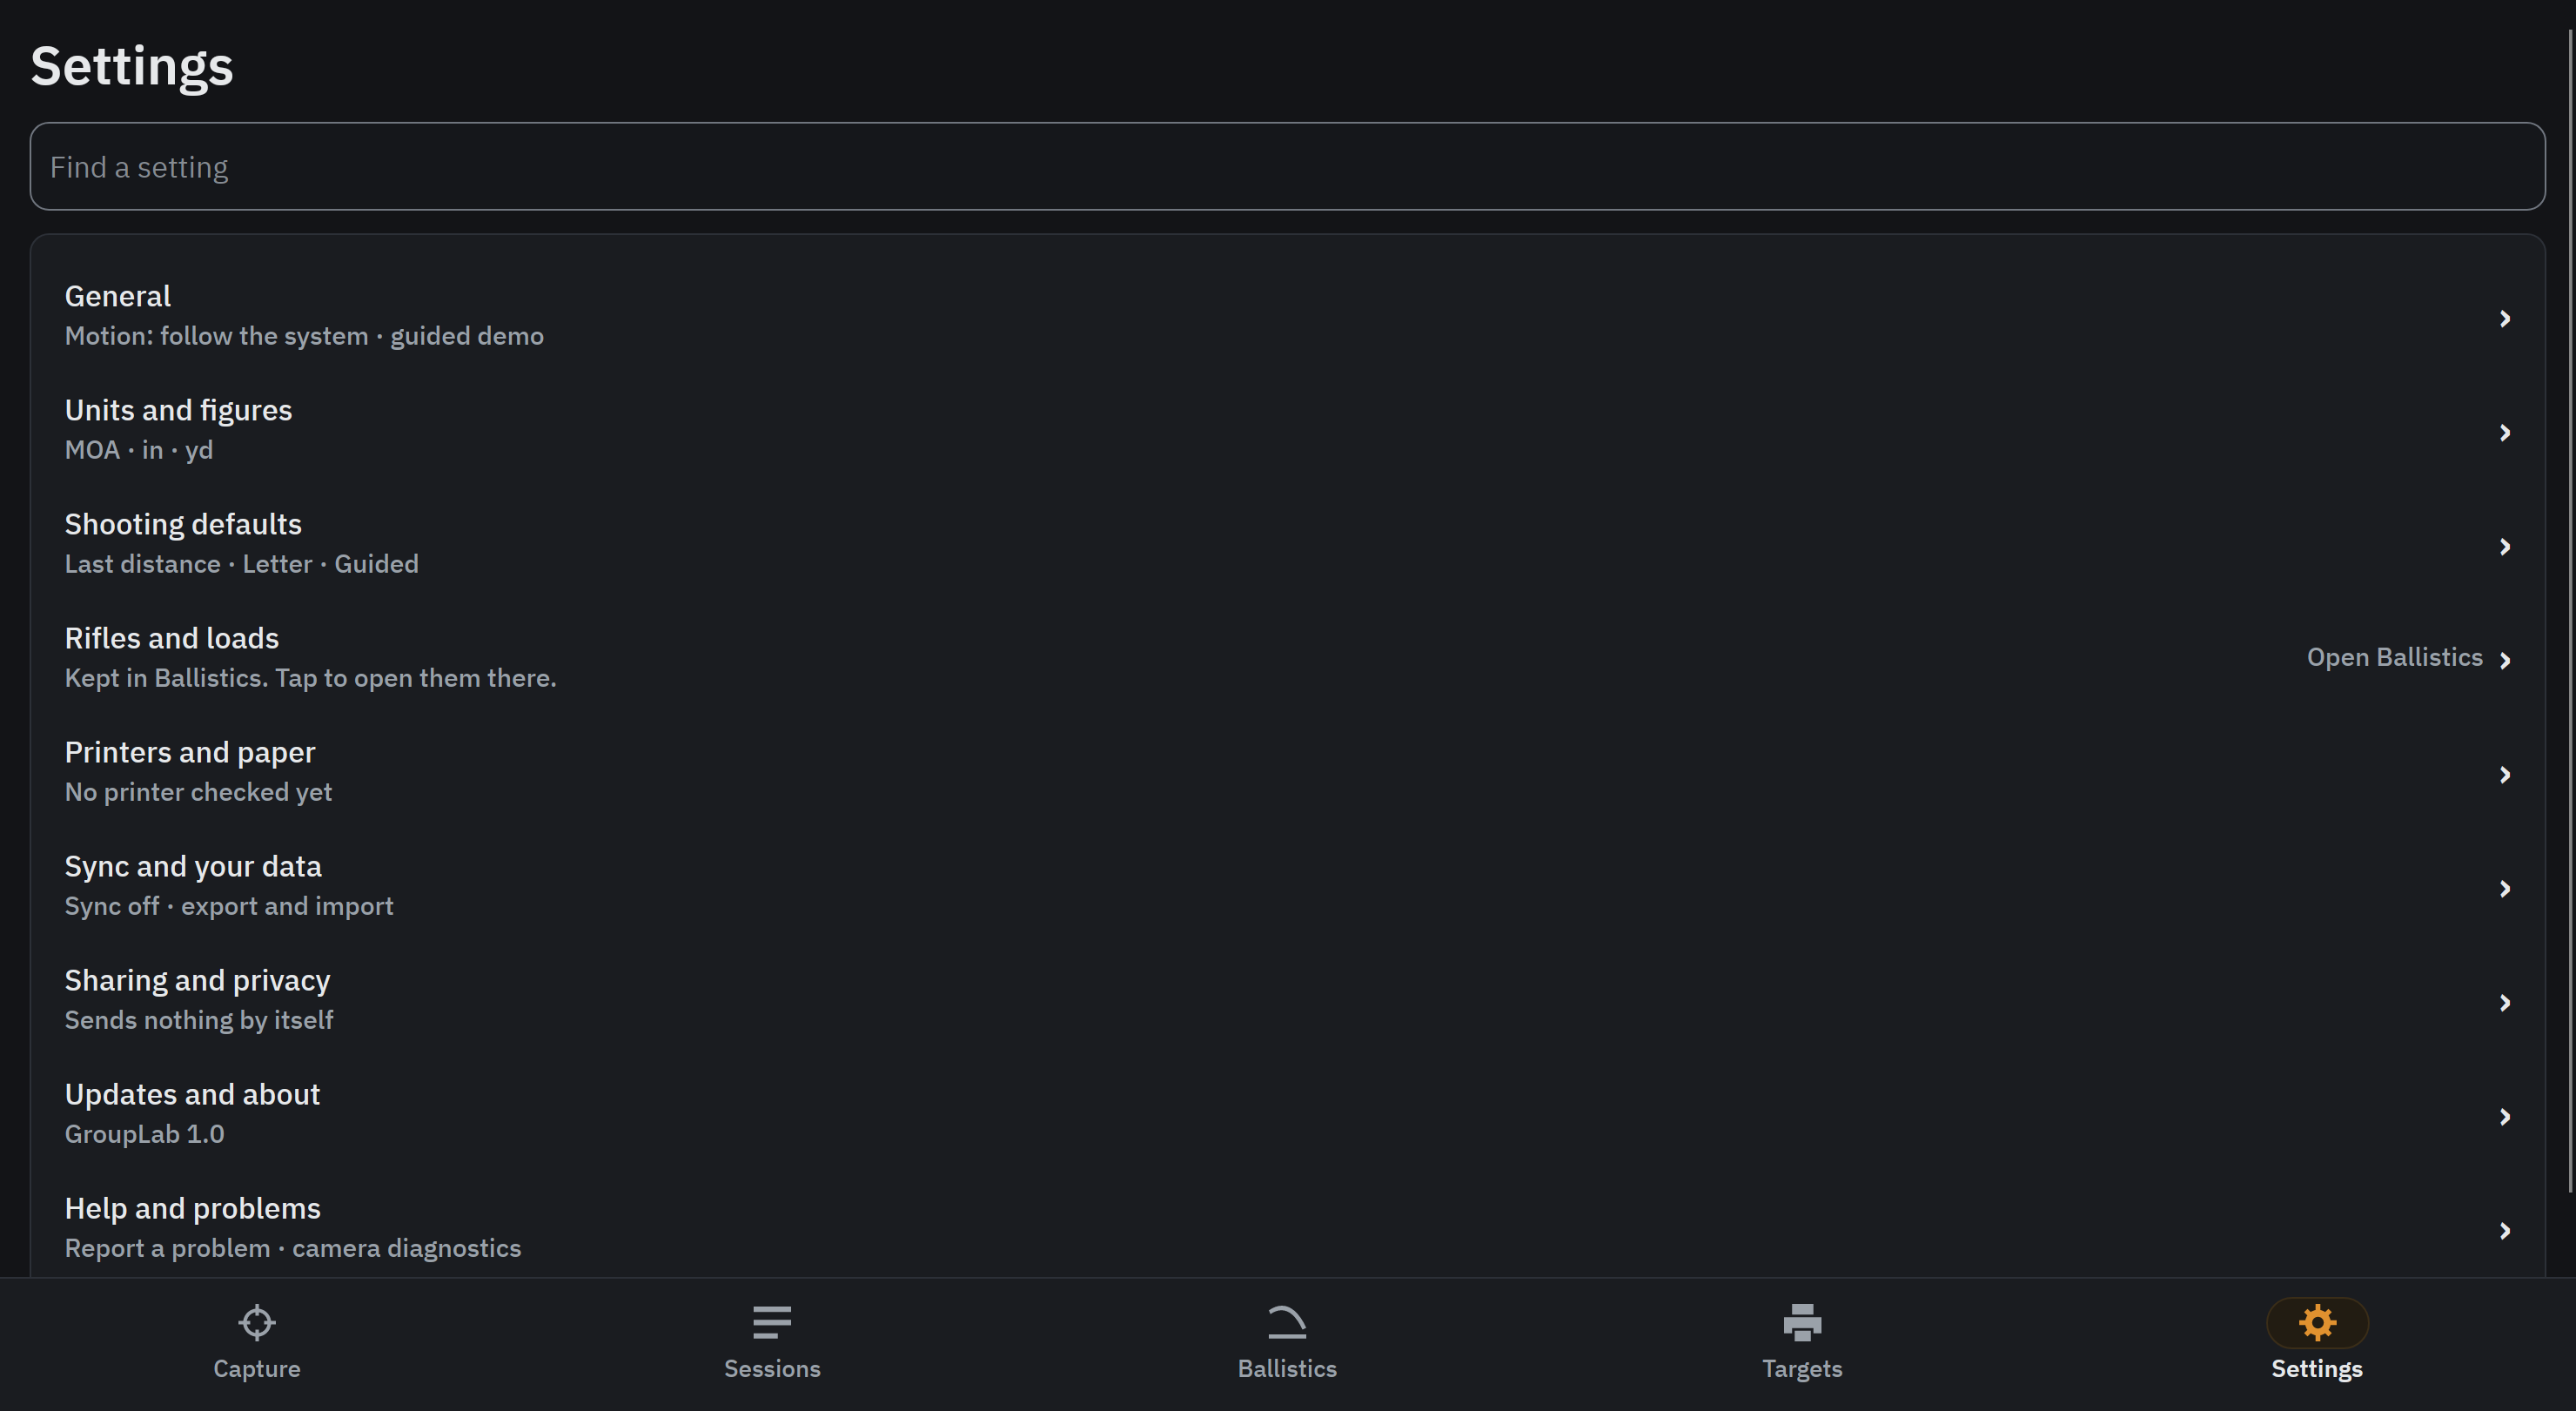 Settings
Find a setting
General
Motion: follow the system · guided demo
Units and figures
MOA · in · yd
Shooting defaults
Last distance · Letter · Guided
Rifles and loads
Kept in Ballistics. Tap to open them there.
Open Ballistics
Printers and paper
No printer checked yet
Sync and your data
Sync off · export and import
Sharing and privacy
Sends nothing by itself
Updates and about
GroupLab 1.0
Help and problems
Report a problem · camera diagnostics
Capture
Sessions
Ballistics
Targets
Settings